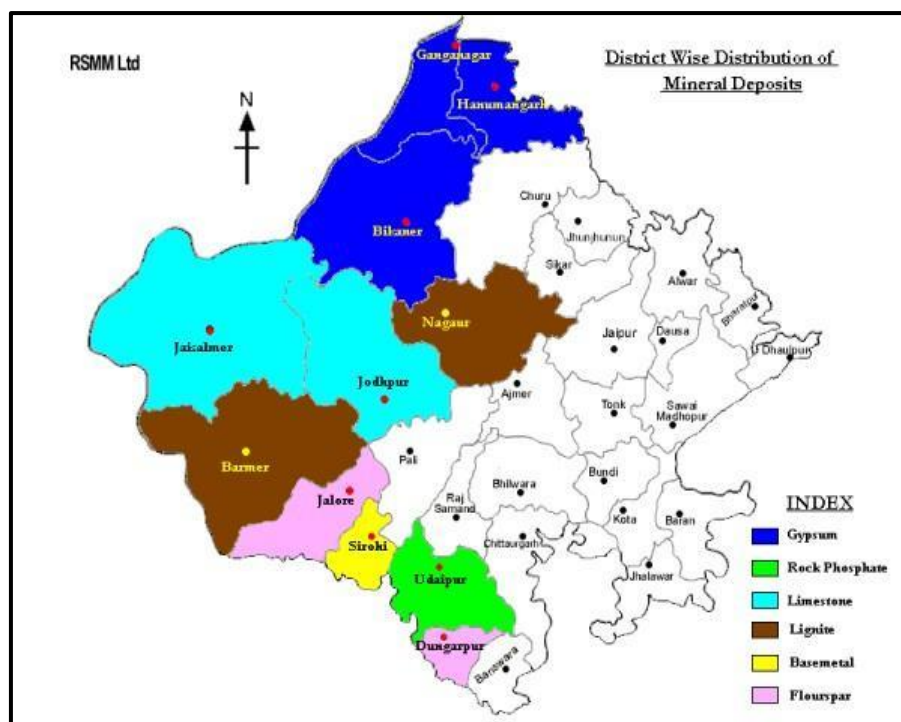 RSMM Ltd
District Wise Distribution of
Mineral Deposits
N
Ganganagar
Hanumangarh
Churu
Jhunjhunun
Bikaner
Sikar
Alwar
Bharatpur
Nagaur
Jaipur
Dausa
U Dhaulpur
Jaisalmer
Jodhpur
Ajmer
Tonk
Sawai
Madhopur
Barmer
Pali
Bundi
Bhilwara
Jalore
Raj
Samand
Kota
Baran
Siroki
Chittaurgarh
Jhalawar
Udaipur
Dungarpur
Banswara
INDEX
Gypsum
Rock Phosphate
Limestone
Lignite
Basemetal
Flourspar